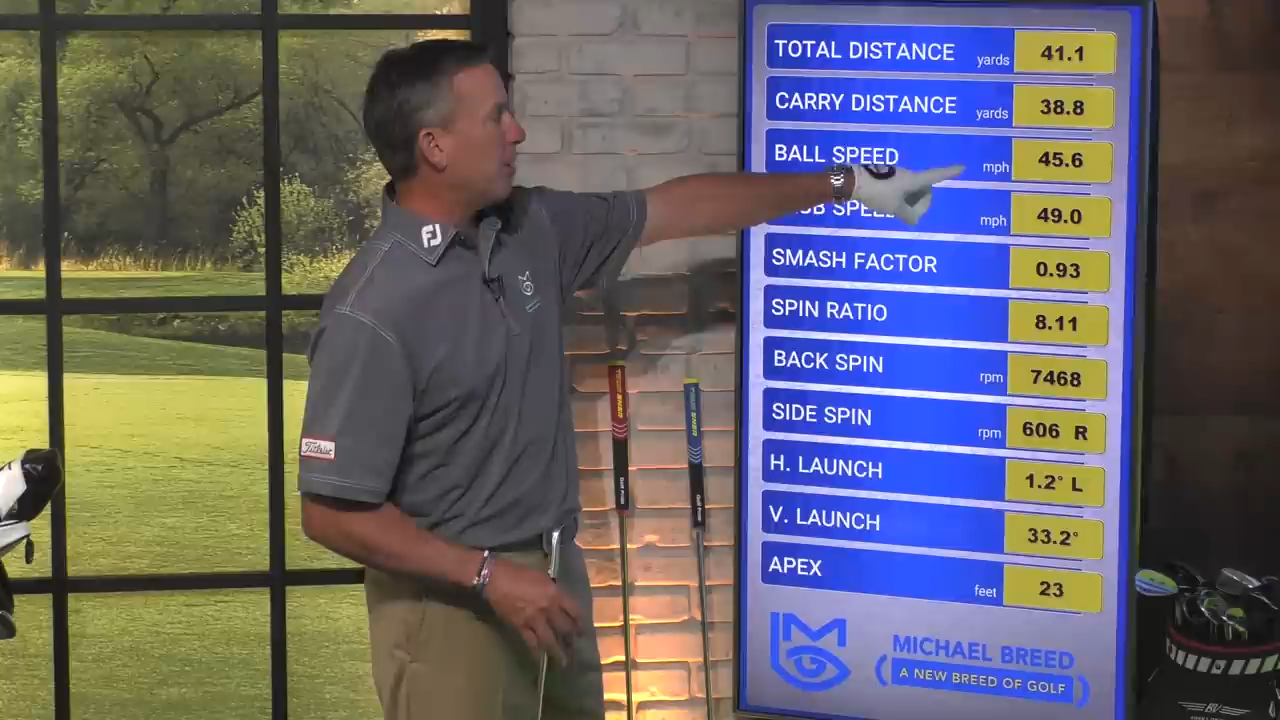 TOTAL DISTANCE yards 41.1
CARRY DISTANCE yards 38.8
BALL SPEED mph 45.6
SPEED mph 49.0
SMASH FACTOR 0.93
SPIN RATIO 8.11
BACK SPIN rpm 7468
SIDE SPIN rpm 606 R
H. LAUNCH 1.2° L
V. LAUNCH 33.2°
APEX feet 23
MICHAEL BREED
A NEW BREED OF GOLF
FJ
Titleist